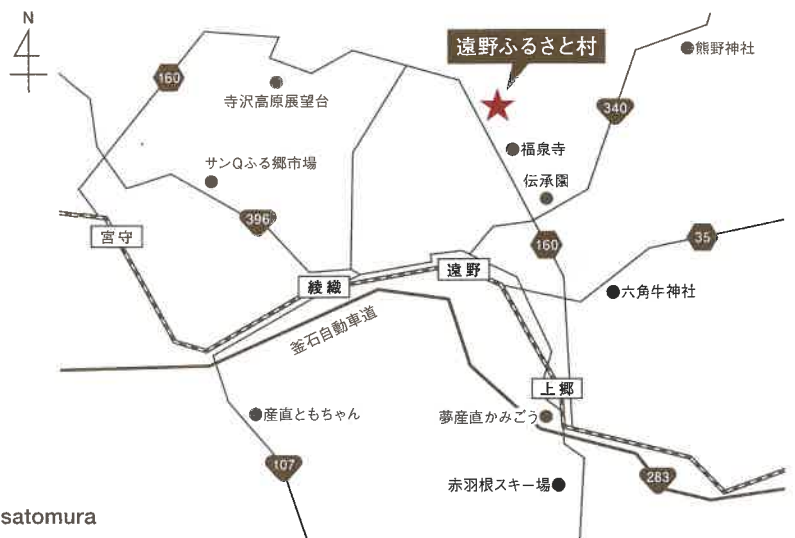 N
遠野ふるさと村
熊野神社
160
寺沢高原展望台
340
福泉寺
サンQふる郷市場
伝承園
396
宮守
160
35
遠野
綾織
六角牛神社
釜石自動車道
上郷
産直ともちゃん
夢産直かみごう
107
赤羽根スキー場
283
satomura